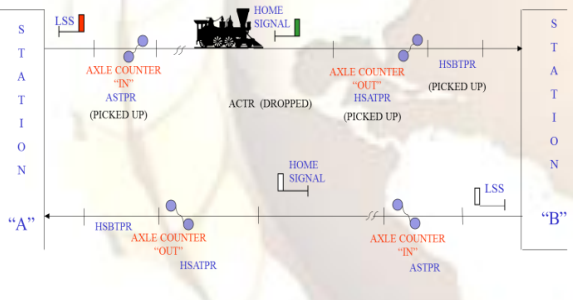 S
T
A
T
I
O
N
"A"
LSS
AXLE COUNTER
"IN"
ASTPR
(PICKED UP)
HOME
SIGNAL
ACTR (DROPPED)
AXLE COUNTER
"OUT"
HSATPR
(PICKED UP)
HSBTPR
(PICKED UP)
S
T
A
T
I
O
N
"B"
HOME
SIGNAL
LSS
HSBTPR
AXLE COUNTER
"OUT"
HSATPR
AXLE COUNTER
"IN"
ASTPR